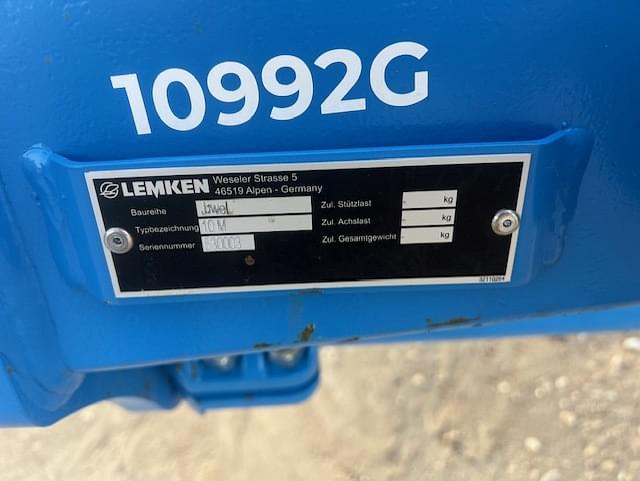 10992G
LEMKEN
Weseler Strasse 5
46519 Alpen - Germany
Baureihe Juwel
Typbezeichnung 10 M
Seriennummer 530003
Zul. Stützlast - kg
Zul. Achslast - kg
Zul. Gesamtgewicht - kg